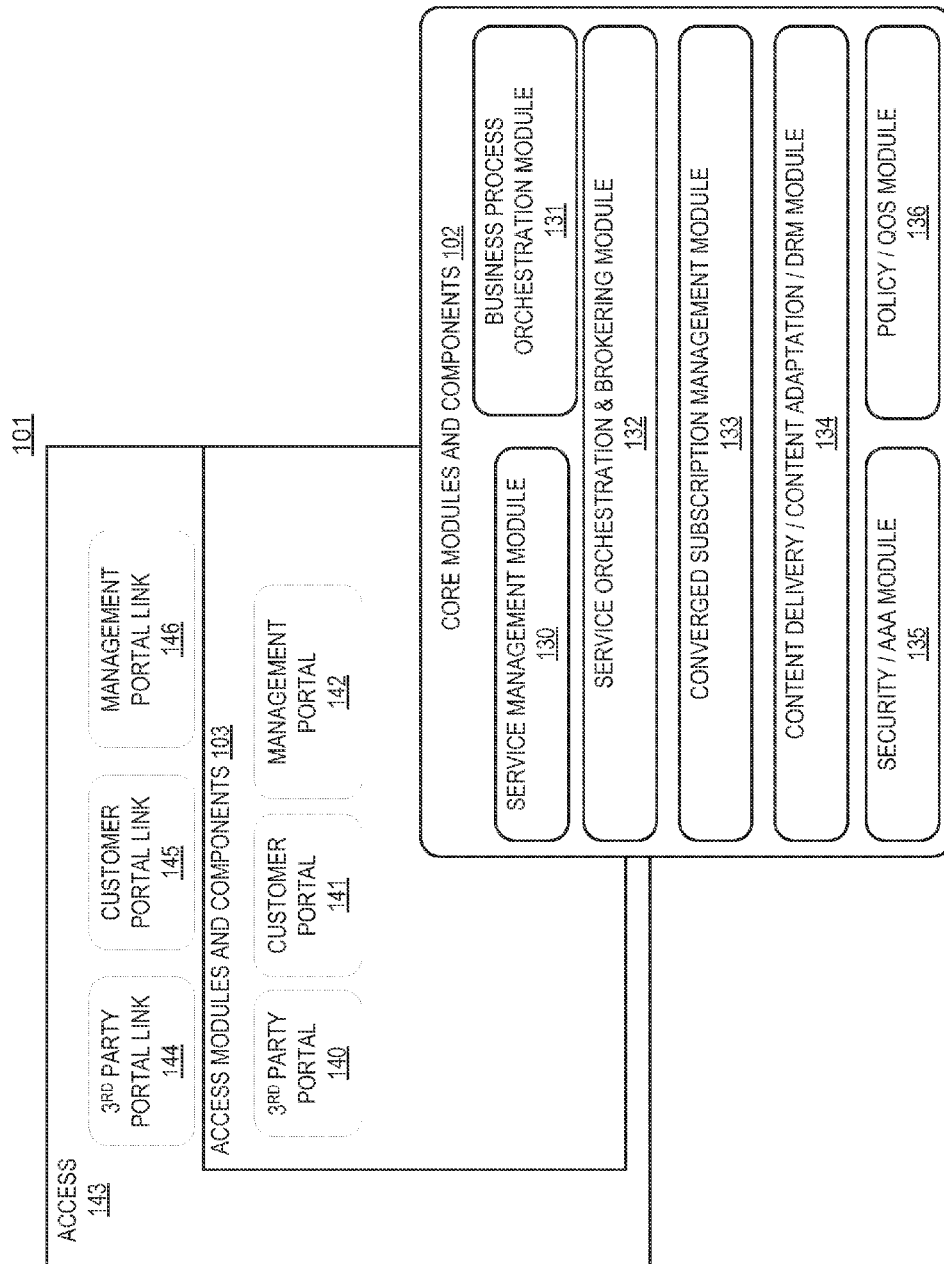 101
ACCESS
143
3RD PARTY
PORTAL LINK
144
CUSTOMER
PORTAL LINK
145
MANAGEMENT
PORTAL LINK
146
ACCESS MODULES AND COMPONENTS 103
3RD PARTY
PORTAL
140
CUSTOMER
PORTAL
141
MANAGEMENT
PORTAL
142
CORE MODULES AND COMPONENTS 102
SERVICE MANAGEMENT MODULE
130
BUSINESS PROCESS
ORCHESTRATION MODULE
131
SERVICE ORCHESTRATION & BROKERING MODULE
132
CONVERGED SUBSCRIPTION MANAGEMENT MODULE
133
CONTENT DELIVERY / CONTENT ADAPTATION / DRM MODULE
134
SECURITY / AAA MODULE
135
POLICY / QOS MODULE
136